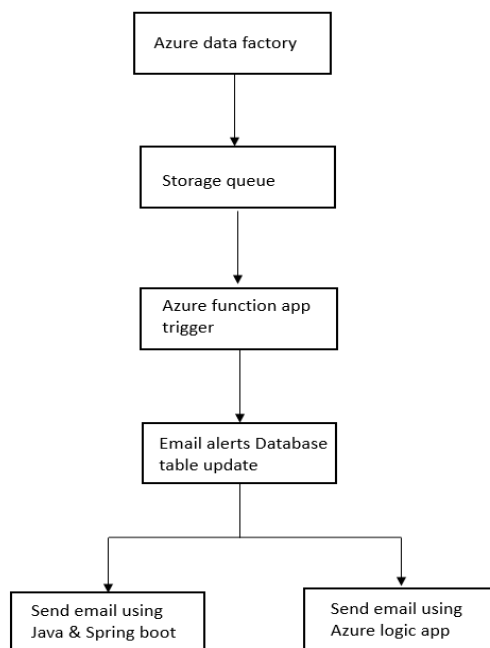 Azure data factory
Storage queue
Azure function app
trigger
Email alerts Database
table update
Send email using
Java & Spring boot
Send email using
Azure logic app